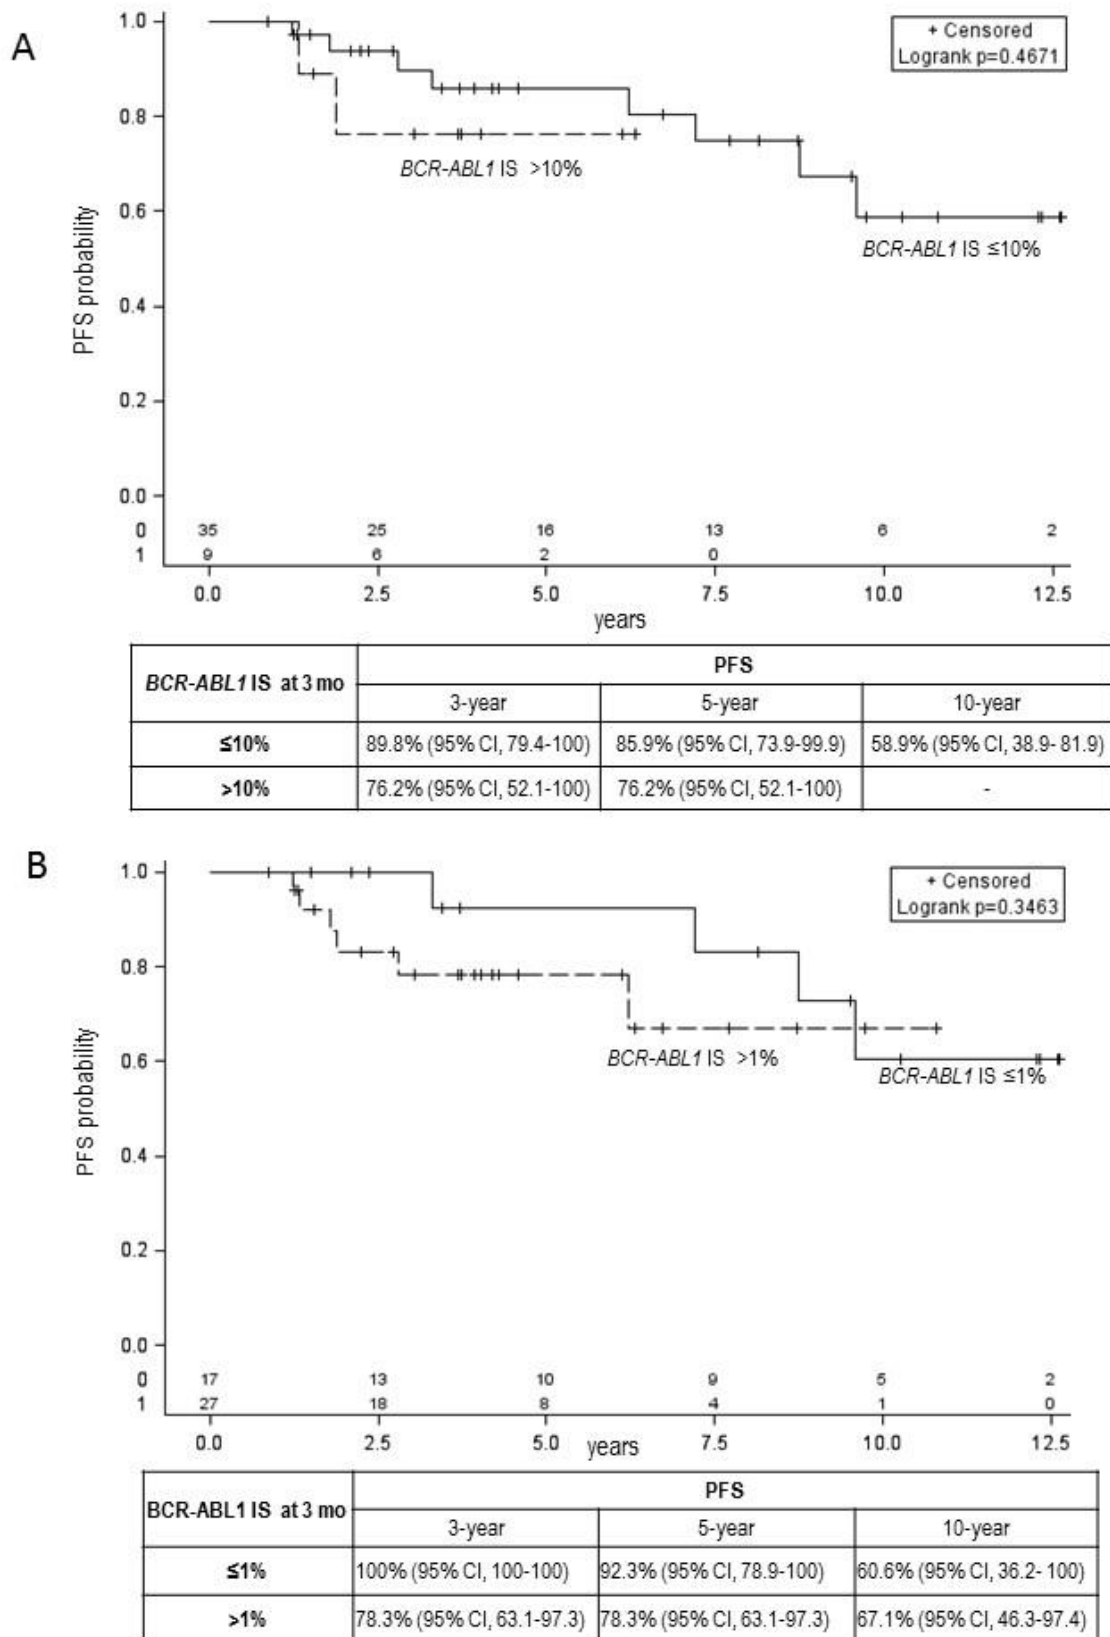 A
1.0
+ Censored
Logrank p=0.4671
0.8
BCR-ABL1 IS >10%
0.6
BCR-ABL1 IS ≤10%
PFS probability
0.4
0.2
0.0
0 35 25 16 13 6 2
1 9 6 2 0
0.0 2.5 5.0 7.5 10.0 12.5
years
BCR-ABL1 IS at 3 mo PFS
3-year 5-year 10-year
≤10% 89.8% (95% CI, 79.4-100) 85.9% (95% CI, 73.9-99.9) 58.9% (95% CI, 38.9- 81.9)
>10% 76.2% (95% CI, 52.1-100) 76.2% (95% CI, 52.1-100) -
B
1.0
+ Censored
Logrank p=0.3463
0.8
0.6
BCR-ABL1 IS >1%
BCR-ABL1 IS ≤1%
PFS probability
0.4
0.2
0.0
0 17 13 10 9 5 2
1 27 18 8 4 1 0
0.0 2.5 5.0 7.5 10.0 12.5
years
BCR-ABL1 IS at 3 mo PFS
3-year 5-year 10-year
≤1% 100% (95% CI, 100-100) 92.3% (95% CI, 78.9-100) 60.6% (95% CI, 36.2- 100)
>1% 78.3% (95% CI, 63.1-97.3) 78.3% (95% CI, 63.1-97.3) 67.1% (95% CI, 46.3-97.4)